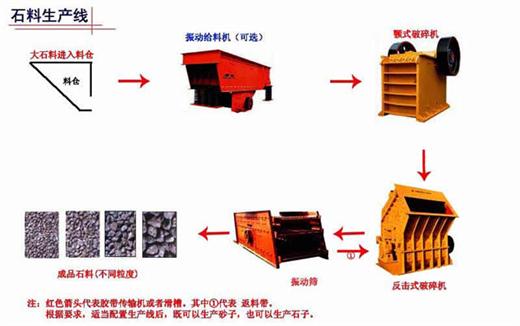 石料生产线
大石料进入料仓
振动给料机（可选）
颚式破碎机
料仓
①
成品石料(不同粒度)
振动筛
反击式破碎机
注：红色箭头代表胶带传输机或者滑槽。其中①代表 返料带。
根据要求，适当配置生产线后，既可以生产砂子，也可以生产石子。